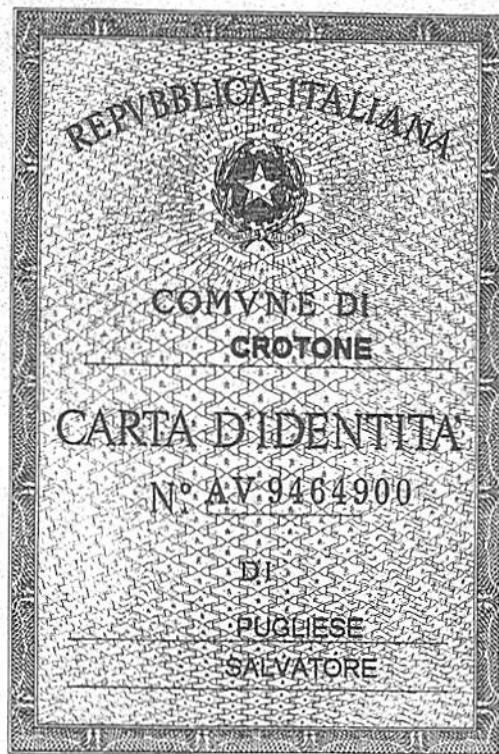 REPVBBLICA ITALIANA
COMVNE DI
CROTONE
CARTA D'IDENTITA'
N° AV 9464900
DI
PUGLIESE
SALVATORE